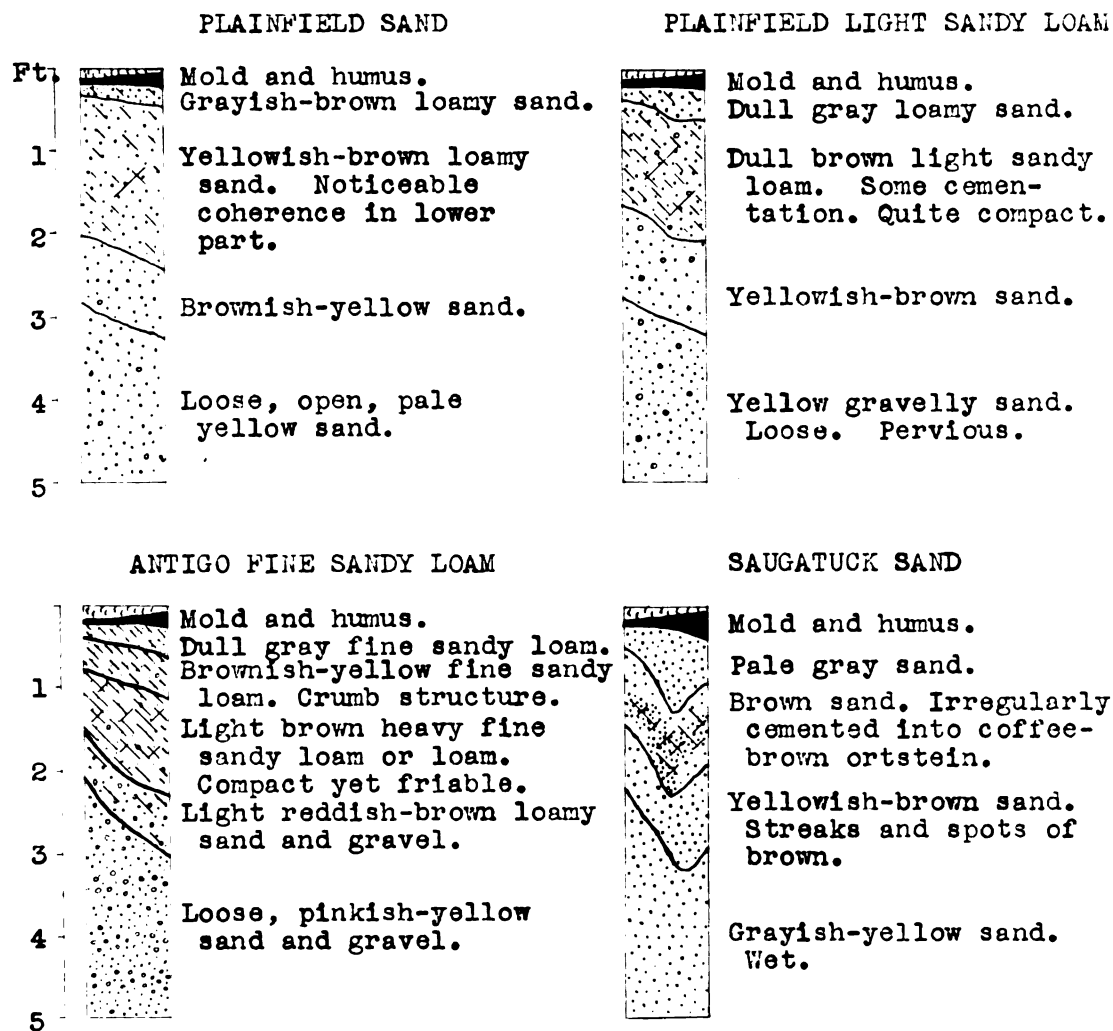 PLAINFIELD SAND
Ft.
Mold and humus.
Grayish-brown loamy sand.
1
Yellowish-brown loamy
sand. Noticeable
coherence in lower
part.
2
Brownish-yellow sand.
3
4
Loose, open, pale
yellow sand.
5
PLAINFIELD LIGHT SANDY LOAM
Mold and humus.
Dull gray loamy sand.
Dull brown light sandy
loam. Some cemen-
tation. Quite compact.
Yellowish-brown sand.
Yellow gravelly sand.
Loose. Pervious.
ANTIGO FINE SANDY LOAM
Mold and humus.
Dull gray fine sandy loam.
Brownish-yellow fine sandy
loam. Crumb structure.
1
Light brown heavy fine
sandy loam or loam.
Compact yet friable.
2
Light reddish-brown loamy
sand and gravel.
3
Loose, pinkish-yellow
sand and gravel.
4
5
SAUGATUCK SAND
Mold and humus.
Pale gray sand.
Brown sand. Irregularly
cemented into coffee-
brown ortstein.
Yellowish-brown sand.
Streaks and spots of
brown.
Grayish-yellow sand.
Wet.